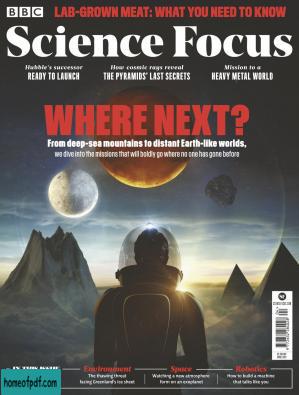 BBC
LAB-GROWN MEAT: WHAT YOU NEED TO KNOW
Science Focus
Hubble's successor
READY TO LAUNCH
How cosmic rays reveal
THE PYRAMIDS' LAST SECRETS
Mission to a
HEAVY METAL WORLD
WHERE NEXT?
From deep-sea mountains to distant Earth-like worlds,
we dive into the missions that will boldly go where no one has gone before
IN THIS ISSUE
Environment
The thawing threat
facing Greenland's ice sheet
Space
Watching a new atmosphere
form on an exoplanet
Robotics
How to build a machine
that talks like you
homeofpdf.com